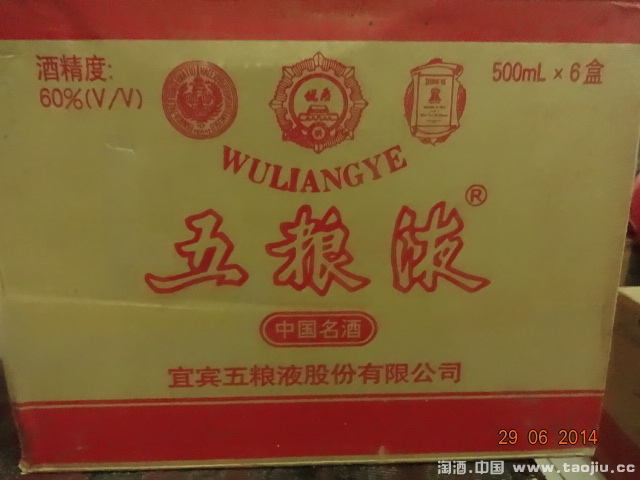 酒精度:
60%(V/V)
500mL × 6盒
WULIANGYE
五粮液®
中国名酒
宜宾五粮液股份有限公司
29 06 2014
淘酒.中国 www.taojiu.cc